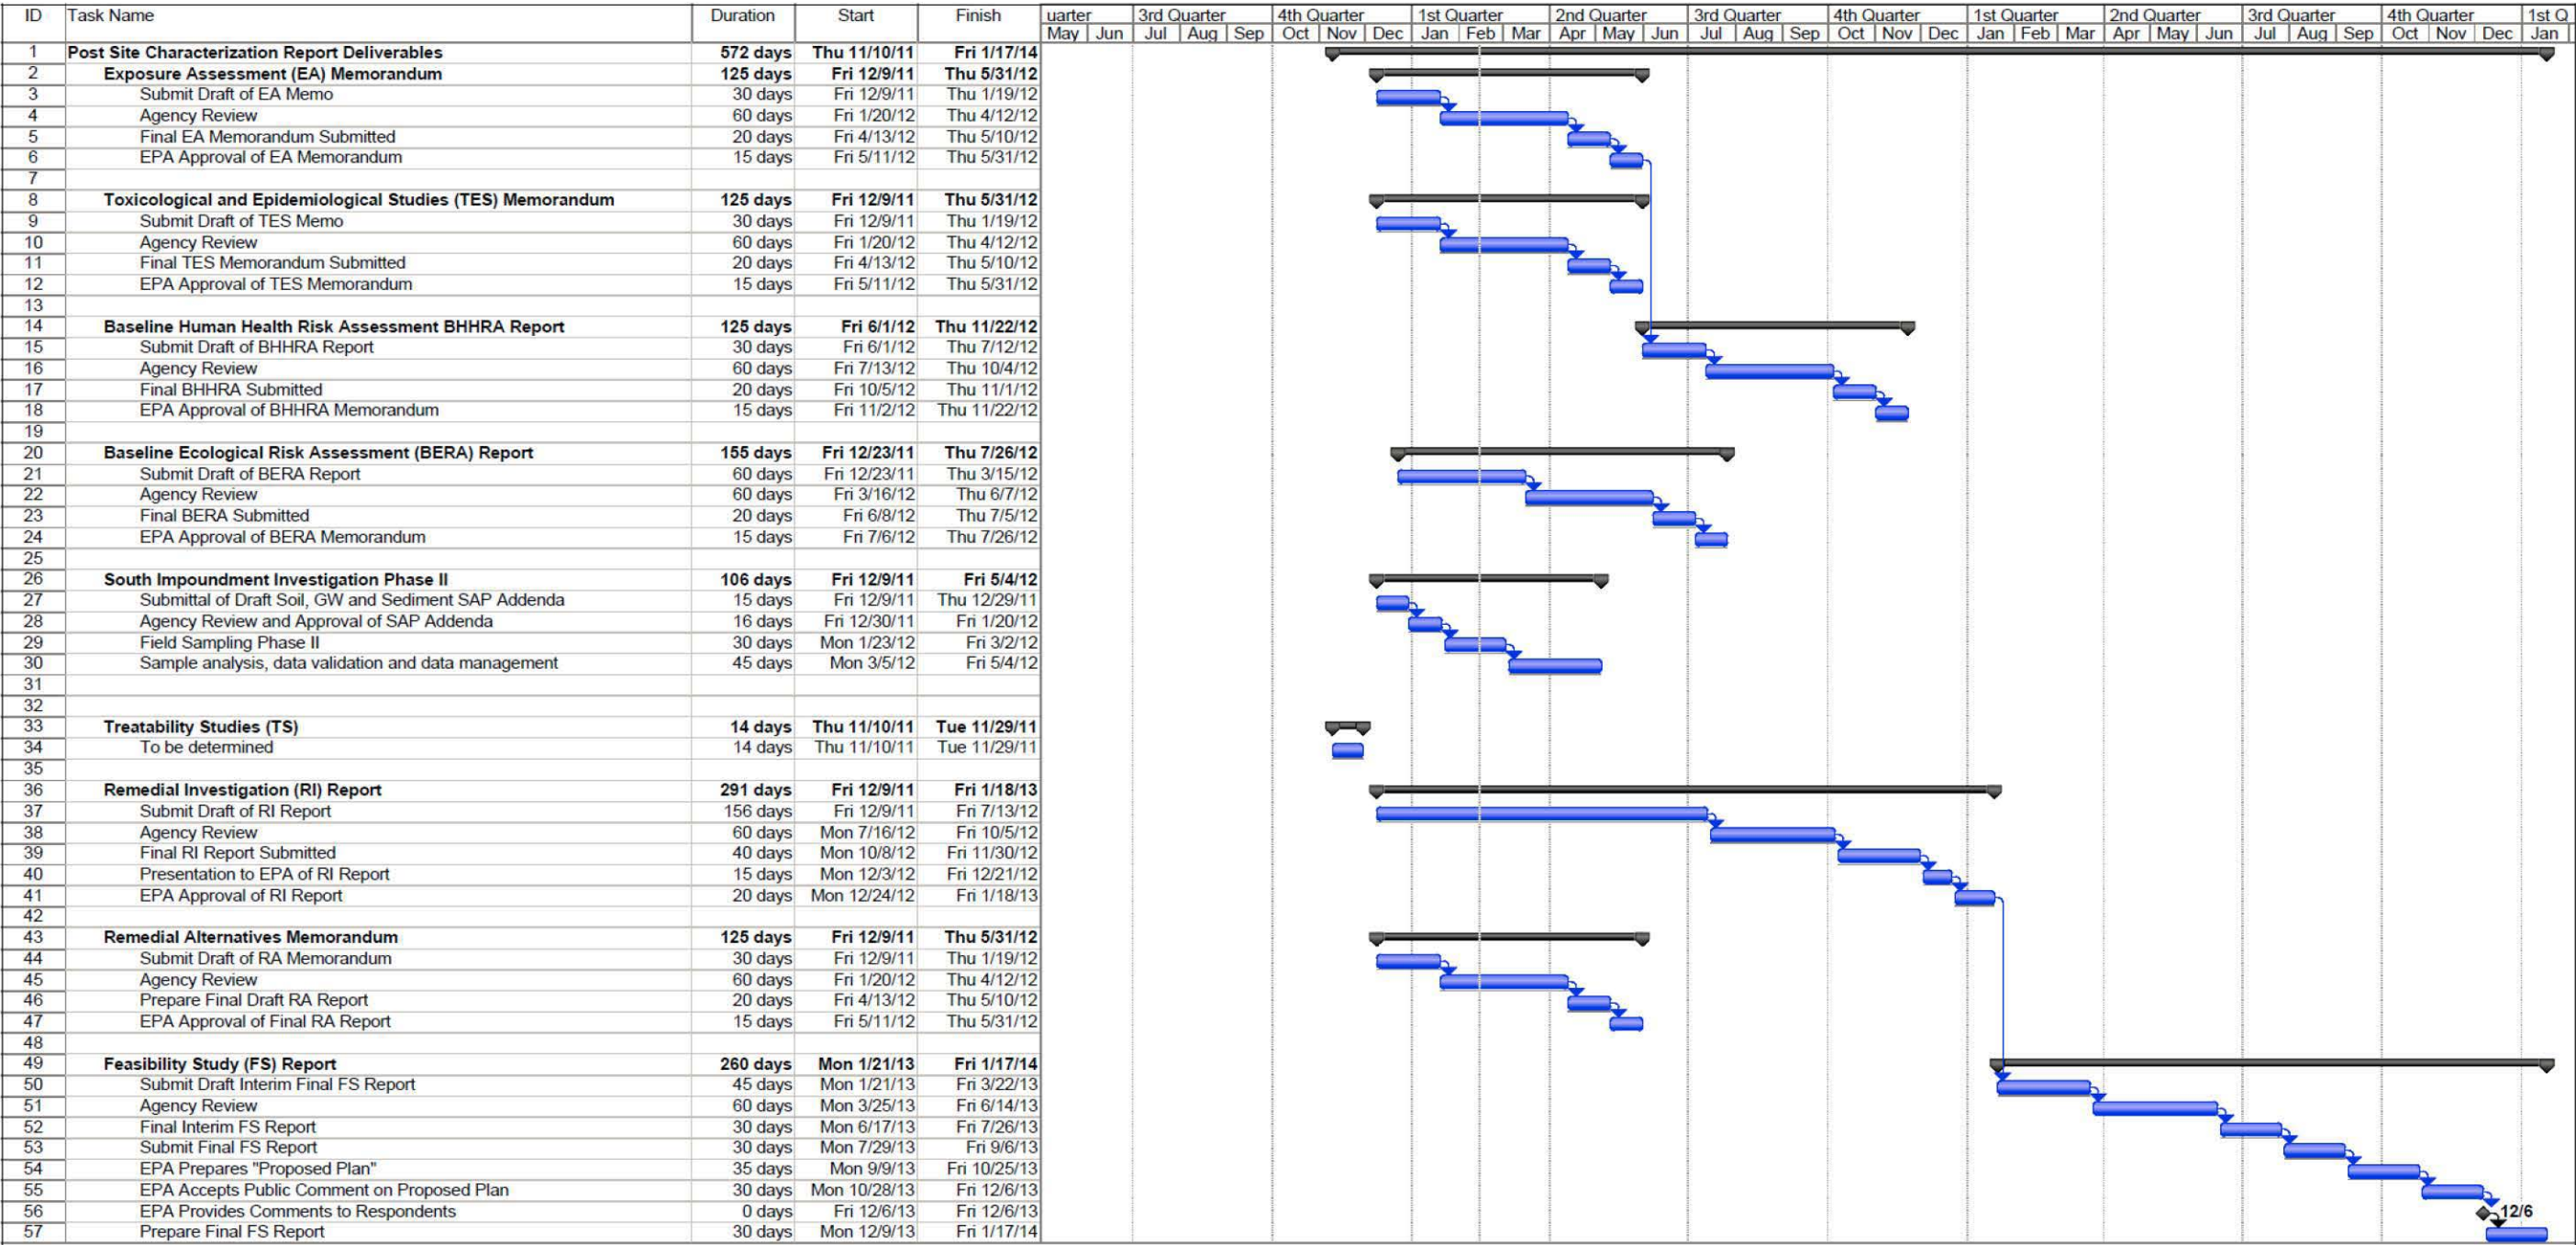 ID Task Name Duration Start Finish uarter 3rd Quarter 4th Quarter 1st Quarter 2nd Quarter 3rd Quarter 4th Quarter 1st Quarter 2nd Quarter 3rd Quarter 4th Quarter 1st Q
May Jun Jul Aug Sep Oct Nov Dec Jan Feb Mar Apr May Jun Jul Aug Sep Oct Nov Dec Jan Feb Mar Apr May Jun Jul Aug Sep Oct Nov Dec Jan
1 Post Site Characterization Report Deliverables 572 days Thu 11/10/11 Fri 1/17/14
2 Exposure Assessment (EA) Memorandum 125 days Fri 12/9/11 Thu 5/31/12
3 Submit Draft of EA Memo 30 days Fri 12/9/11 Thu 1/19/12
4 Agency Review 60 days Fri 1/20/12 Thu 4/12/12
5 Final EA Memorandum Submitted 20 days Fri 4/13/12 Thu 5/10/12
6 EPA Approval of EA Memorandum 15 days Fri 5/11/12 Thu 5/31/12
7
8 Toxicological and Epidemiological Studies (TES) Memorandum 125 days Fri 12/9/11 Thu 5/31/12
9 Submit Draft of TES Memo 30 days Fri 12/9/11 Thu 1/19/12
10 Agency Review 60 days Fri 1/20/12 Thu 4/12/12
11 Final TES Memorandum Submitted 20 days Fri 4/13/12 Thu 5/10/12
12 EPA Approval of TES Memorandum 15 days Fri 5/11/12 Thu 5/31/12
13
14 Baseline Human Health Risk Assessment BHHRA Report 125 days Fri 6/1/12 Thu 11/22/12
15 Submit Draft of BHHRA Report 30 days Fri 6/1/12 Thu 7/12/12
16 Agency Review 60 days Fri 7/13/12 Thu 10/4/12
17 Final BHHRA Submitted 20 days Fri 10/5/12 Thu 11/1/12
18 EPA Approval of BHHRA Memorandum 15 days Fri 11/2/12 Thu 11/22/12
19
20 Baseline Ecological Risk Assessment (BERA) Report 155 days Fri 12/23/11 Thu 7/26/12
21 Submit Draft of BERA Report 60 days Fri 12/23/11 Thu 3/15/12
22 Agency Review 60 days Fri 3/16/12 Thu 6/7/12
23 Final BERA Submitted 20 days Fri 6/8/12 Thu 7/5/12
24 EPA Approval of BERA Memorandum 15 days Fri 7/6/12 Thu 7/26/12
25
26 South Impoundment Investigation Phase II 106 days Fri 12/9/11 Fri 5/4/12
27 Submittal of Draft Soil, GW and Sediment SAP Addenda 15 days Fri 12/9/11 Thu 12/29/11
28 Agency Review and Approval of SAP Addenda 16 days Fri 12/30/11 Fri 1/20/12
29 Field Sampling Phase II 30 days Mon 1/23/12 Fri 3/2/12
30 Sample analysis, data validation and data management 45 days Mon 3/5/12 Fri 5/4/12
31
32
33 Treatability Studies (TS) 14 days Thu 11/10/11 Tue 11/29/11
34 To be determined 14 days Thu 11/10/11 Tue 11/29/11
35
36 Remedial Investigation (RI) Report 291 days Fri 12/9/11 Fri 1/18/13
37 Submit Draft of RI Report 156 days Fri 12/9/11 Fri 7/13/12
38 Agency Review 60 days Mon 7/16/12 Fri 10/5/12
39 Final RI Report Submitted 40 days Mon 10/8/12 Fri 11/30/12
40 Presentation to EPA of RI Report 15 days Mon 12/3/12 Fri 12/21/12
41 EPA Approval of RI Report 20 days Mon 12/24/12 Fri 1/18/13
42
43 Remedial Alternatives Memorandum 125 days Fri 12/9/11 Thu 5/31/12
44 Submit Draft of RA Memorandum 30 days Fri 12/9/11 Thu 1/19/12
45 Agency Review 60 days Fri 1/20/12 Thu 4/12/12
46 Prepare Final Draft RA Report 20 days Fri 4/13/12 Thu 5/10/12
47 EPA Approval of Final RA Report 15 days Fri 5/11/12 Thu 5/31/12
48
49 Feasibility Study (FS) Report 260 days Mon 1/21/13 Fri 1/17/14
50 Submit Draft Interim Final FS Report 45 days Mon 1/21/13 Fri 3/22/13
51 Agency Review 60 days Mon 3/25/13 Fri 6/14/13
52 Final Interim FS Report 30 days Mon 6/17/13 Fri 7/26/13
53 Submit Final FS Report 30 days Mon 7/29/13 Fri 9/6/13
54 EPA Prepares "Proposed Plan" 35 days Mon 9/9/13 Fri 10/25/13
55 EPA Accepts Public Comment on Proposed Plan 30 days Mon 10/28/13 Fri 12/6/13
56 EPA Provides Comments to Respondents 0 days Fri 12/6/13 Fri 12/6/13 12/6
57 Prepare Final FS Report 30 days Mon 12/9/13 Fri 1/17/14